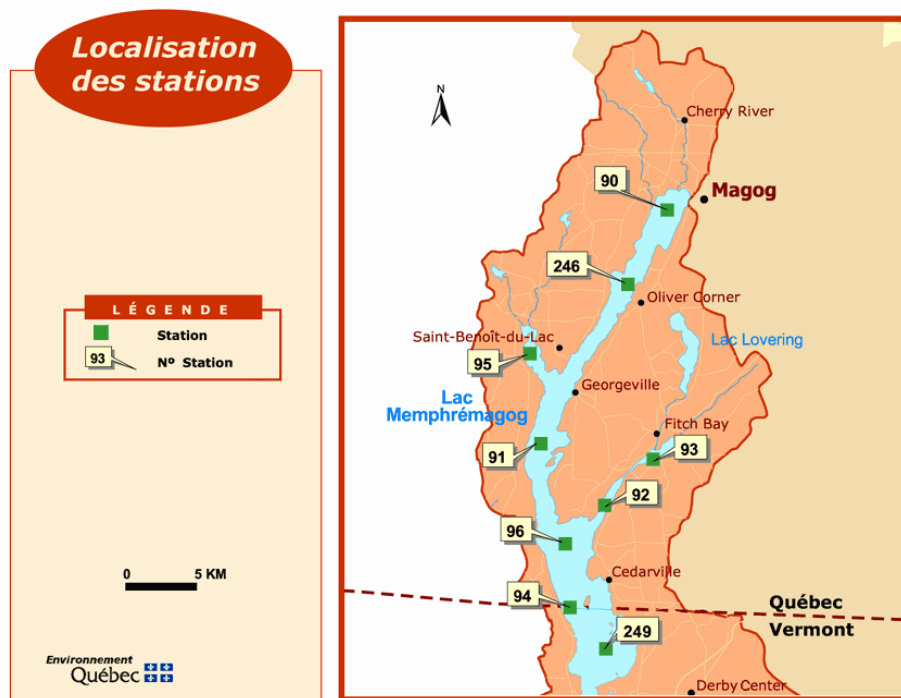 Localisation
des stations
LÉGENDE
Station
93
Nº Station
0
5 KM
Environnement
Québec
N
Cherry River
90
Magog
246
Oliver Corner
Saint-Benoît-du-Lac
Lac Lovering
95
Georgeville
Lac
Memphrémagog
Fitch Bay
91
93
92
96
Cedarville
94
Québec
Vermont
249
Derby Center